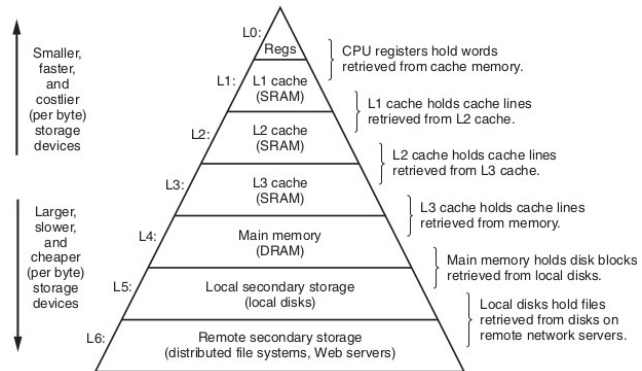 Smaller,
faster,
and
costlier
(per byte)
storage
devices
Larger,
slower,
and
cheaper
(per byte)
storage
devices
L0:
Regs
CPU registers hold words
retrieved from cache memory.
L1:
L1 cache
(SRAM)
L1 cache holds cache lines
retrieved from L2 cache.
L2:
L2 cache
(SRAM)
L2 cache holds cache lines
retrieved from L3 cache.
L3:
L3 cache
(SRAM)
L3 cache holds cache lines
retrieved from memory.
L4:
Main memory
(DRAM)
Main memory holds disk blocks
retrieved from local disks.
L5:
Local secondary storage
(local disks)
Local disks hold files
retrieved from disks on
remote network servers.
L6:
Remote secondary storage
(distributed file systems, Web servers)